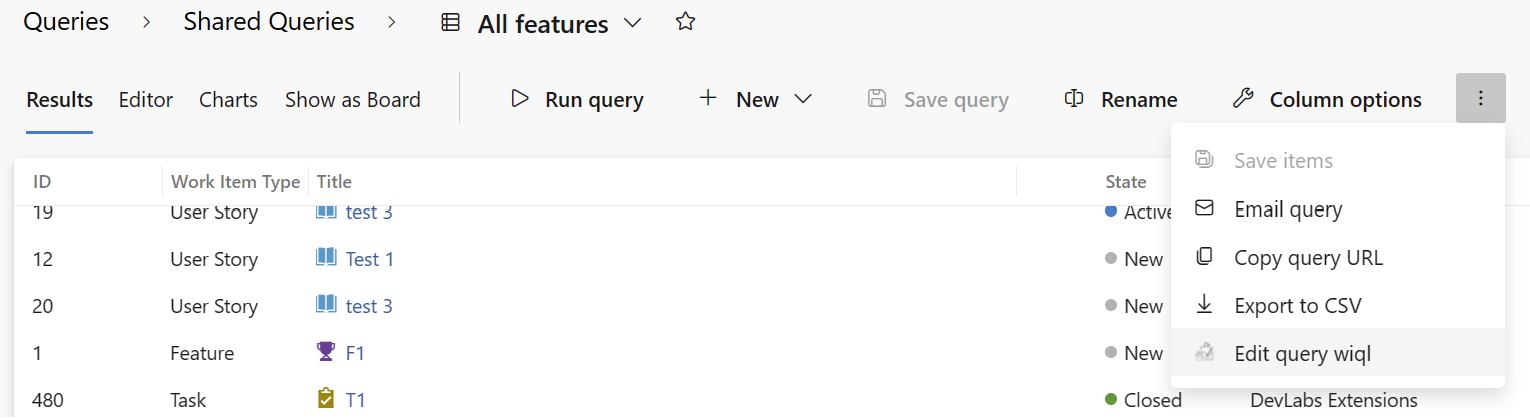 Queries > Shared Queries > All features
Results Editor Charts Show as Board Run query New Save query Rename Column options
ID Work Item Type Title State
Save items
19 User Story test 3 Active
Email query
12 User Story Test 1 New
Copy query URL
20 User Story test 3 New
Export to CSV
1 Feature F1 New
Edit query wiql
480 Task T1 Closed DevLabs Extensions